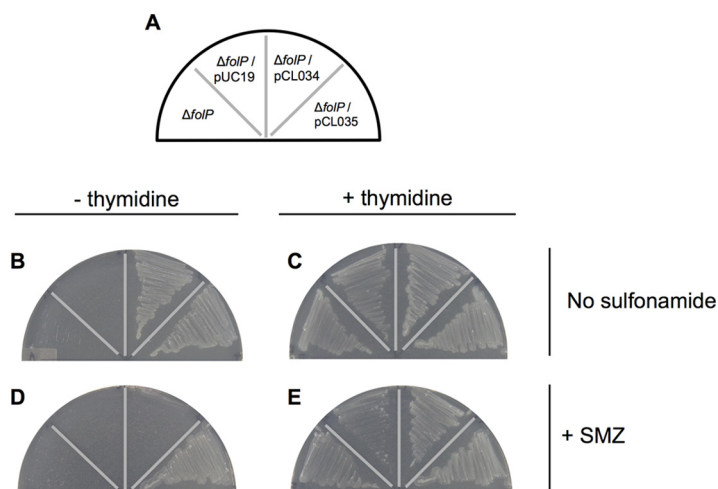 A
ΔfolP /
pUC19
ΔfolP /
pCL034
ΔfolP
ΔfolP /
pCL035
- thymidine
+ thymidine
B
C
No sulfonamide
D
E
+ SMZ